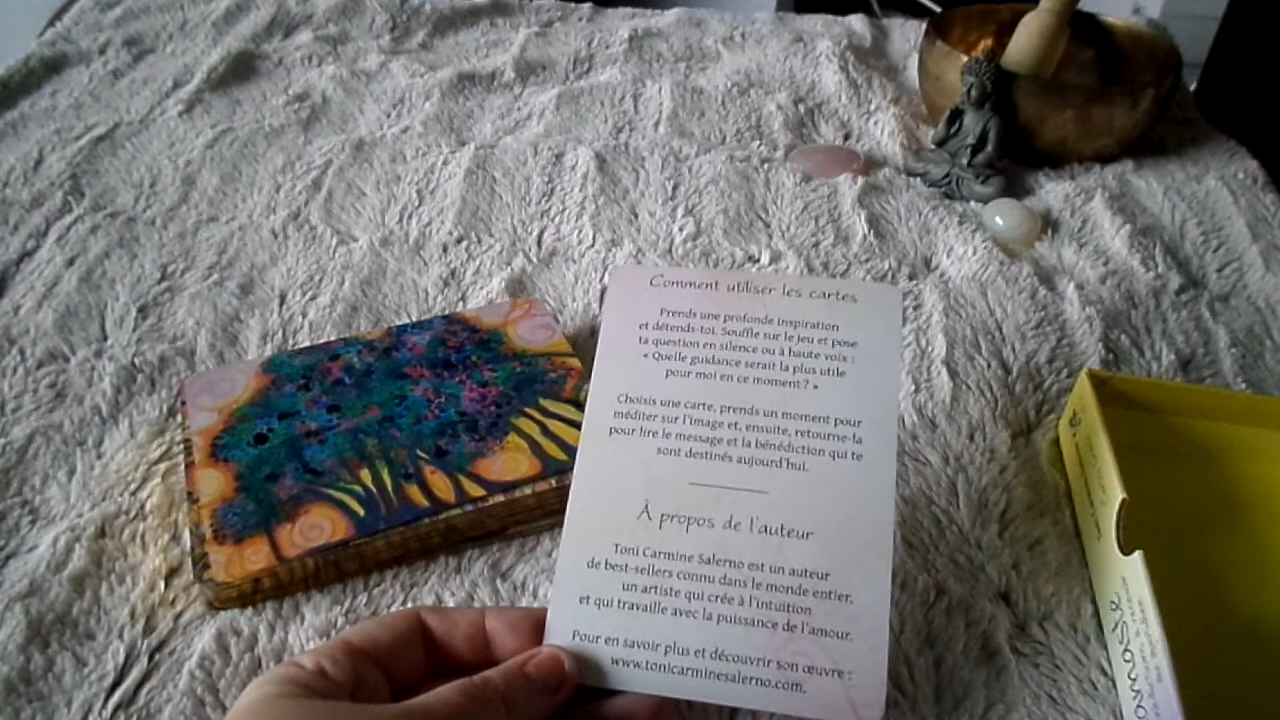 Comment utiliser les cartes
Prends une profonde inspiration
et détends-toi. Souffle sur le jeu et pose
ta question en silence ou à haute voix :
« Quelle guidance serait la plus utile
pour moi en ce moment ? »
Choisis une carte, prends un moment pour
méditer sur l'image et, ensuite, retourne-la
pour lire le message et la bénédiction qui te
sont destinés aujourd'hui.
À propos de l'auteur
Toni Carmine Salerno est un auteur
de best-sellers connu dans le monde entier,
un artiste qui crée à l'intuition
et qui travaille avec la puissance de l'amour.
Pour en savoir plus et découvrir son œuvre :
www.tonicarminesalerno.com.